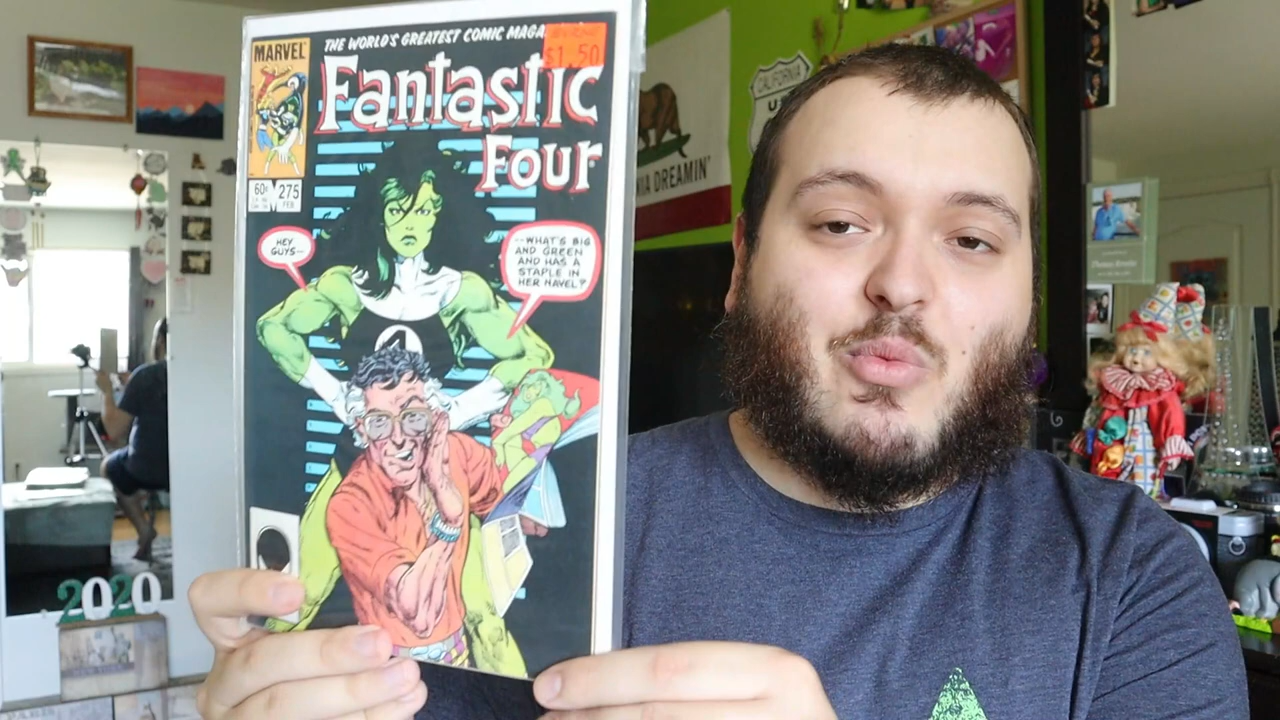 THE WORLD'S GREATEST COMIC MAGA
MARVEL
$1.50
Fantastic
Four
60¢
275
FEB
HEY
GUYS—
--WHAT'S BIG
AND GREEN
AND HAS A
STAPLE IN
HER NAVEL?
4
CALIFORNIA
U
NIA DREAMIN'
2020